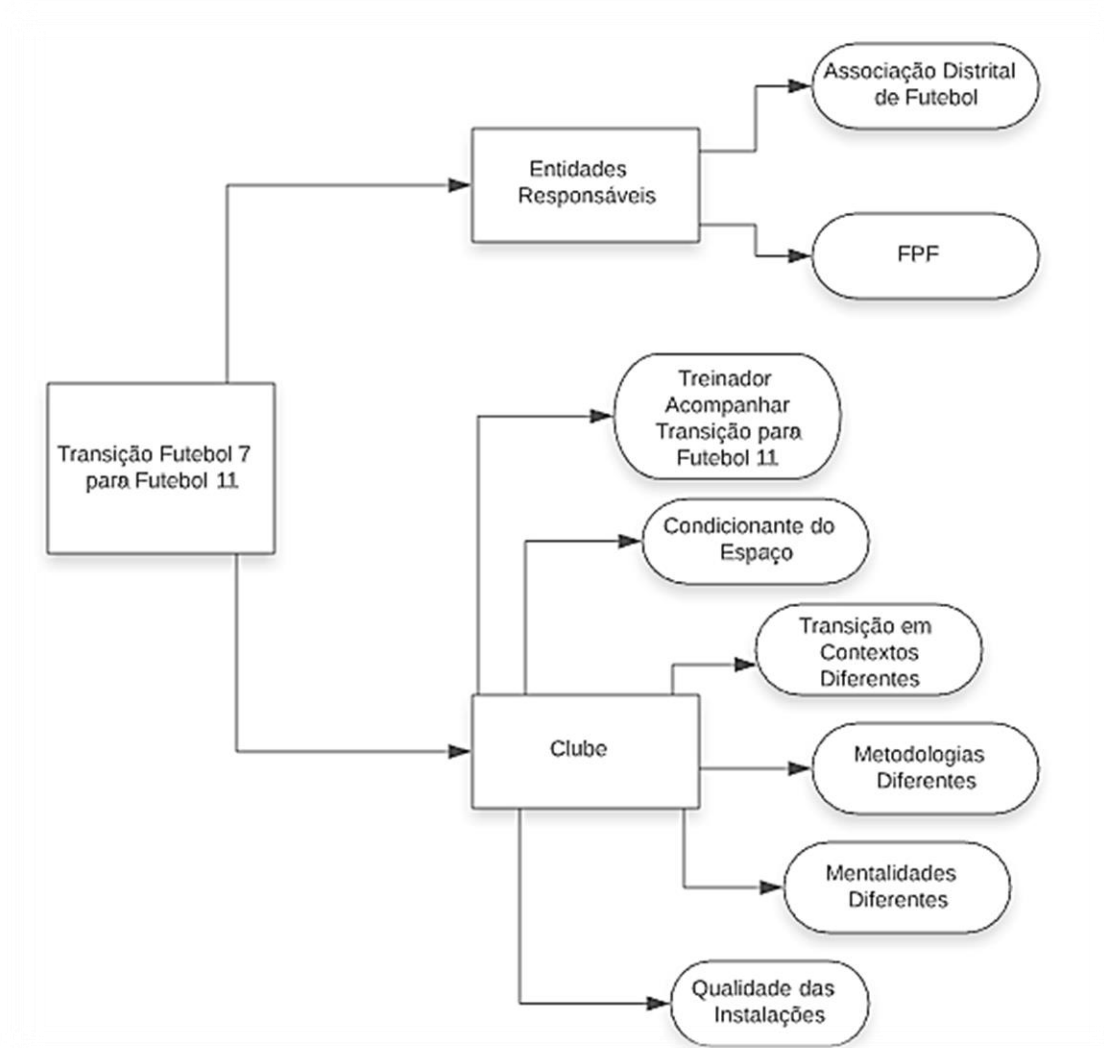 Associação Distrital
de Futebol
Entidades
Responsáveis
FPF
Transição Futebol 7
para Futebol 11
Treinador
Acompanhar
Transição para
Futebol 11
Condicionante do
Espaço
Transição em
Contextos
Diferentes
Clube
Metodologias
Diferentes
Mentalidades
Diferentes
Qualidade das
Instalações